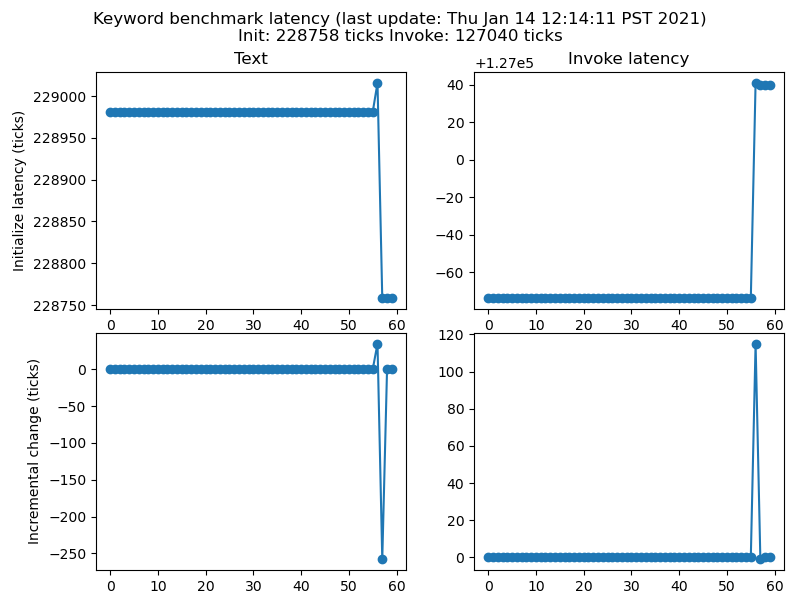 Keyword benchmark latency (last update: Thu Jan 14 12:14:11 PST 2021)
Init: 228758 ticks Invoke: 127040 ticks
Text
Initialize latency (ticks)
229000
228950
228900
228850
228800
228750
0 10 20 30 40 50 60
Invoke latency
+1.27e5
40
20
0
−20
−40
−60
0 10 20 30 40 50 60
Incremental change (ticks)
0
−50
−100
−150
−200
−250
0 10 20 30 40 50 60
120
100
80
60
40
20
0
0 10 20 30 40 50 60